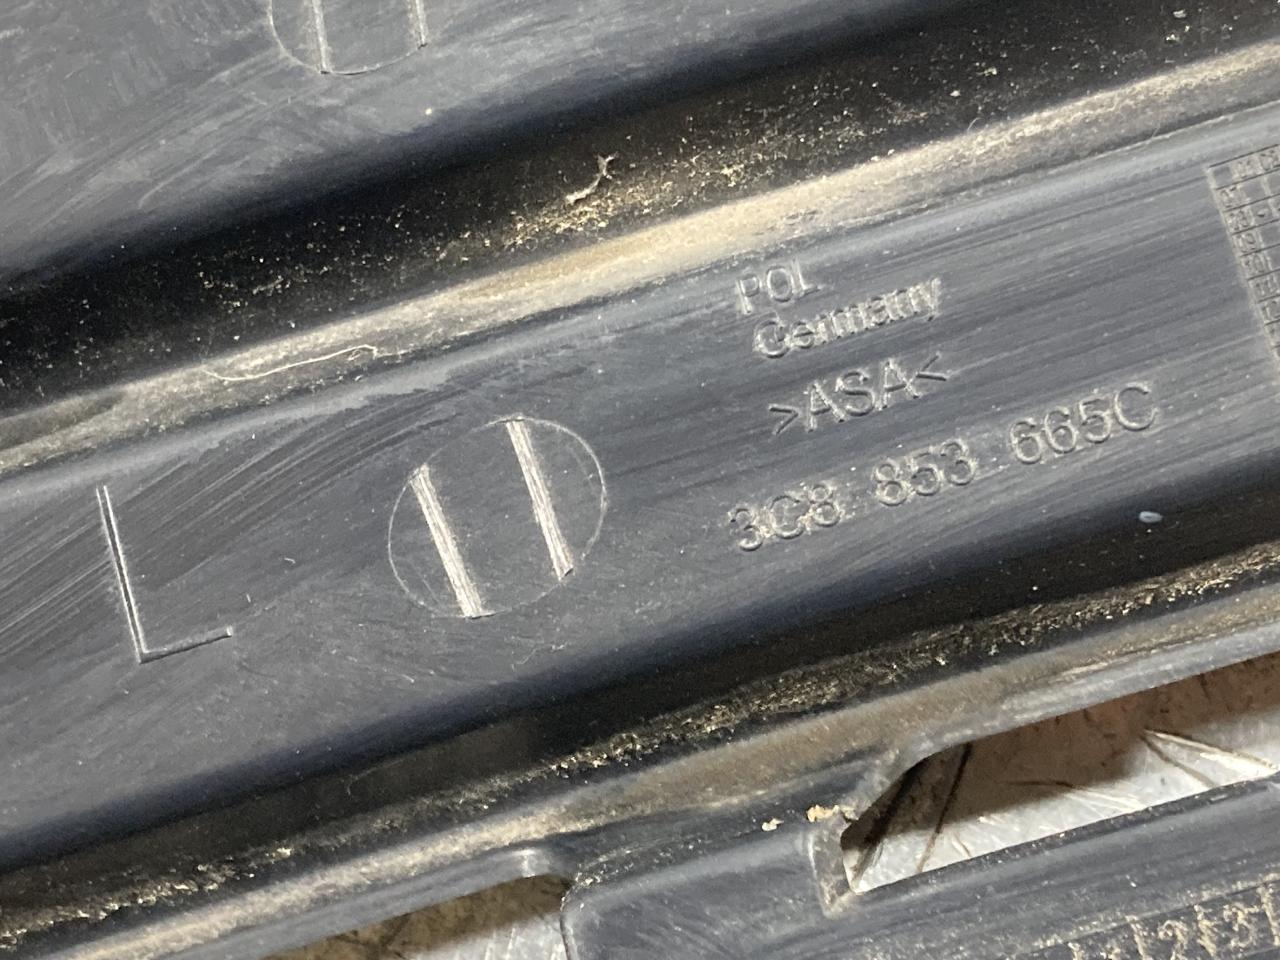 POL
Germany
>ASA<
3C8 853 665C
L